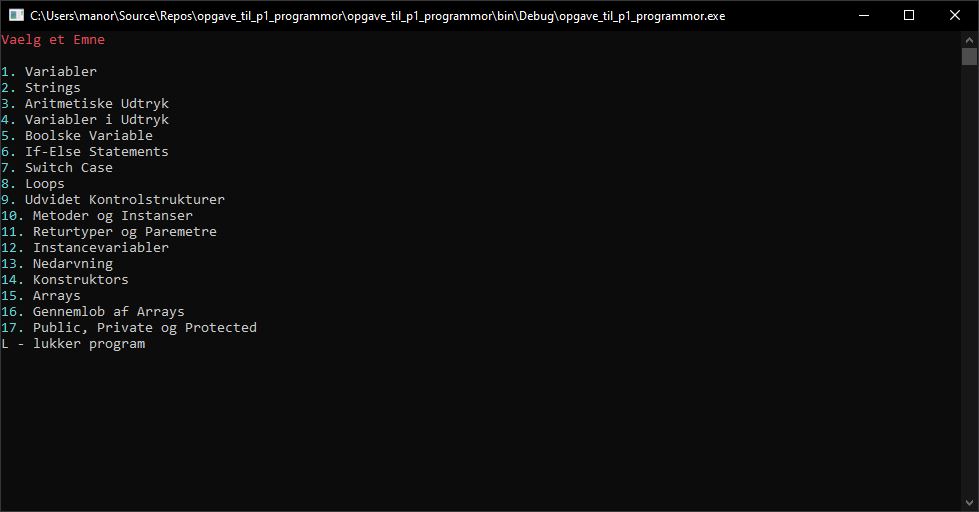 C:\Users\manor\Source\Repos\opgave_til_p1_programmor\opgave_til_p1_programmor\bin\Debug\opgave_til_p1_programmor.exe
Vaelg et Emne
1. Variabler
2. Strings
3. Aritmetiske Udtryk
4. Variabler i Udtryk
5. Boolske Variable
6. If-Else Statements
7. Switch Case
8. Loops
9. Udvidet Kontrolstrukturer
10. Metoder og Instanser
11. Returtyper og Paremetre
12. Instancevariabler
13. Nedarvning
14. Konstruktors
15. Arrays
16. Gennemlob af Arrays
17. Public, Private og Protected
L - lukker program